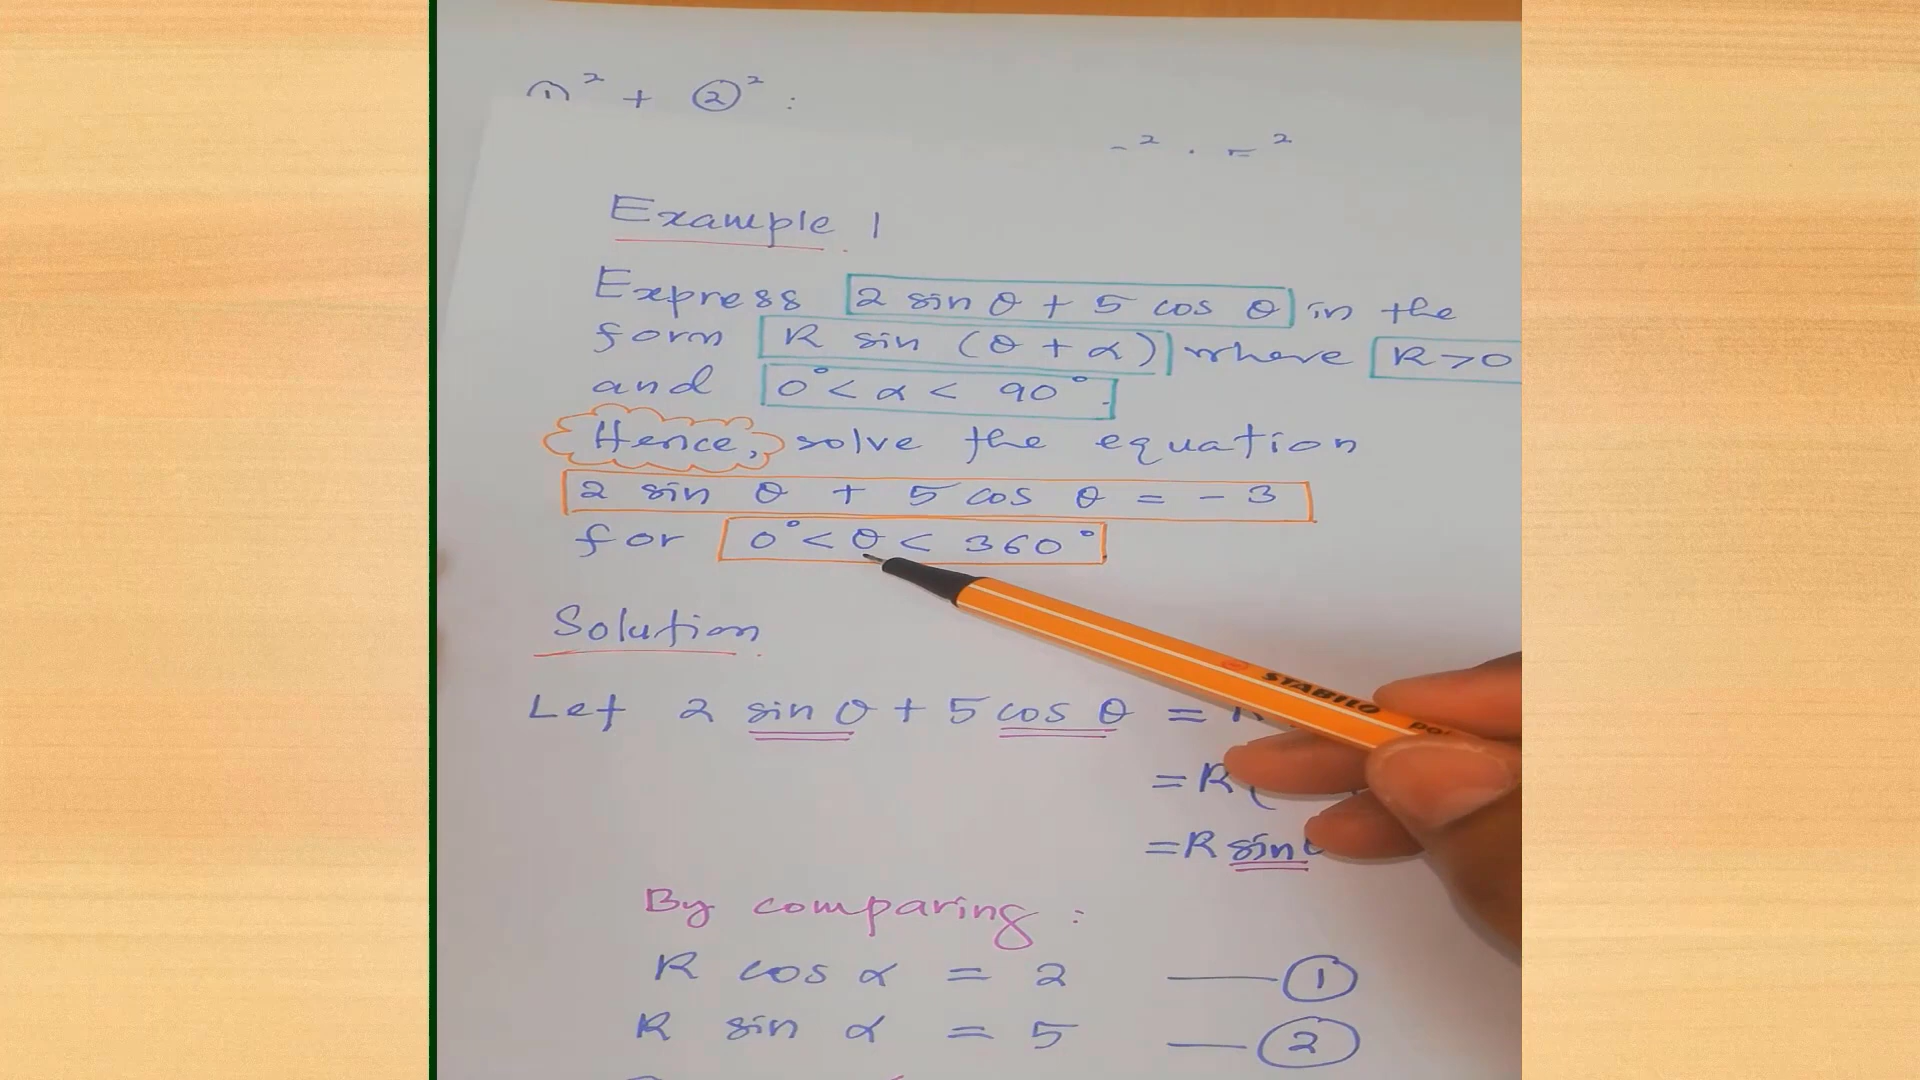 ①² + ②² :
Example 1
Express 2 sin θ + 5 cos θ in the
form R sin (θ + α) where R > 0
and 0° < α < 90°.
Hence, solve the equation
2 sin θ + 5 cos θ = - 3
for 0° < θ < 360°
Solution
STABILO
Let 2 sin θ + 5 cos θ =
= R (
= R sin
By comparing :
R cos α = 2 — ①
R sin α = 5 — ②